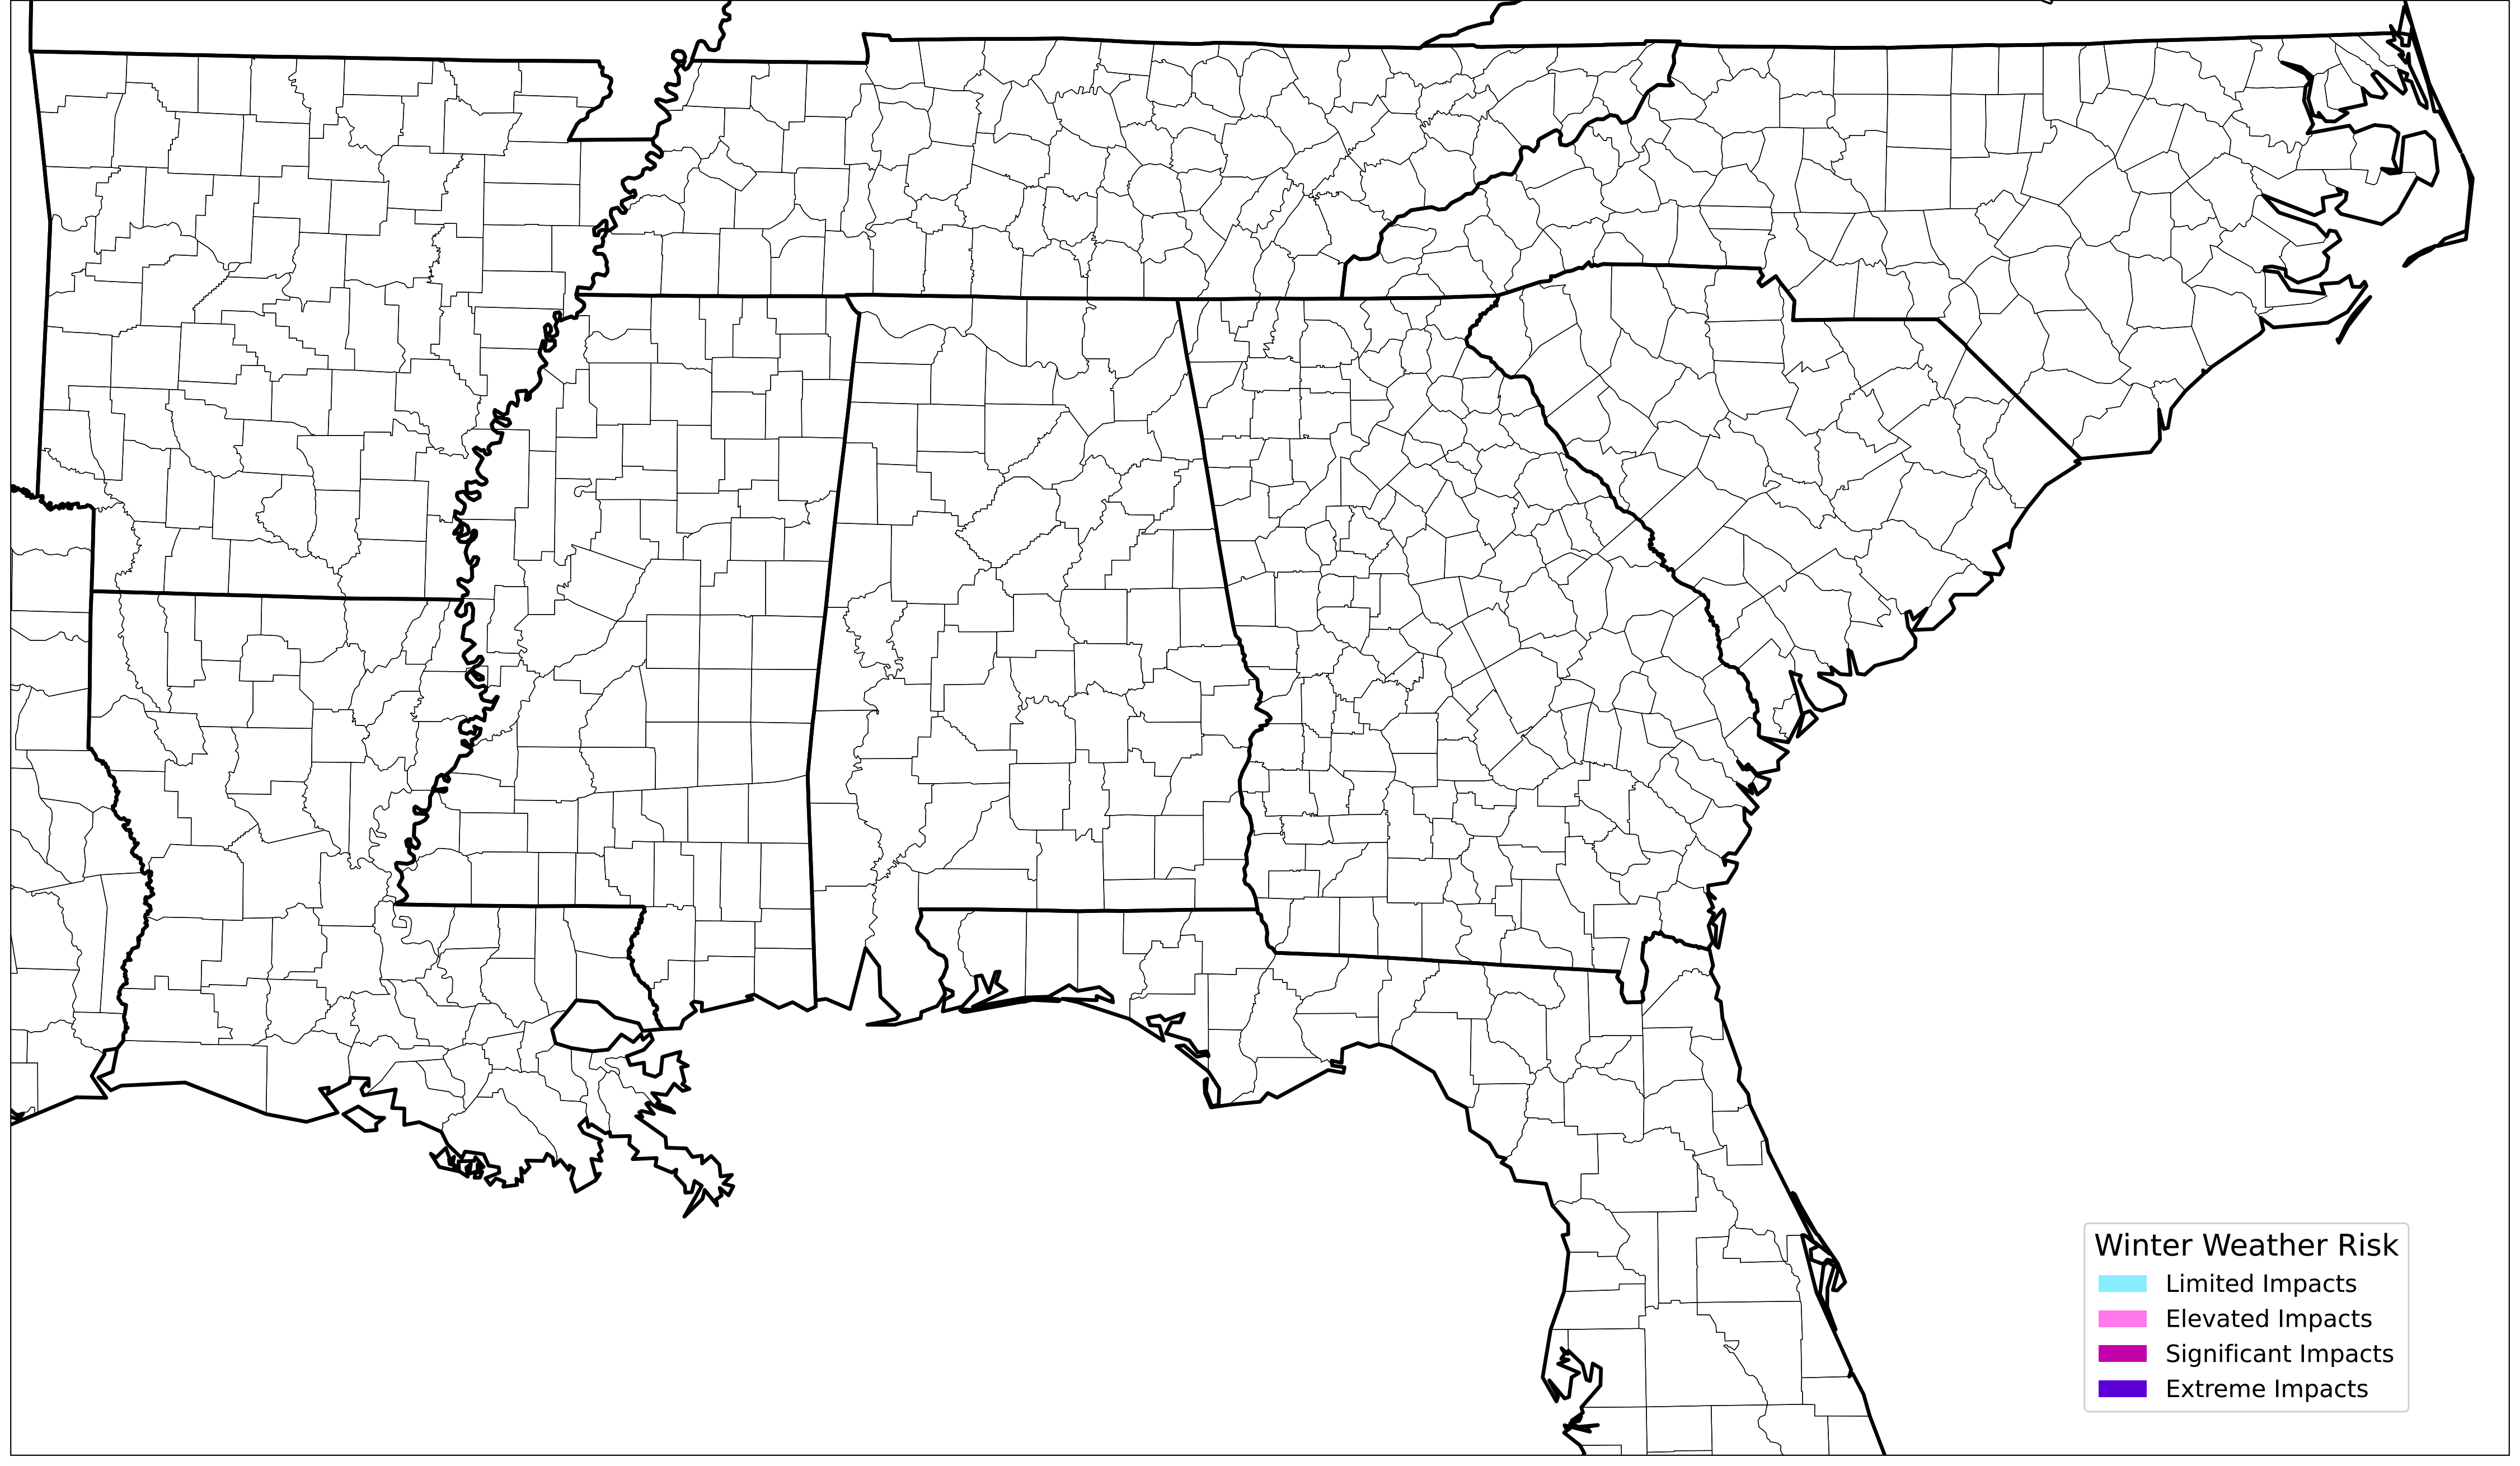 Winter Weather Risk
Limited Impacts
Elevated Impacts
Significant Impacts
Extreme Impacts